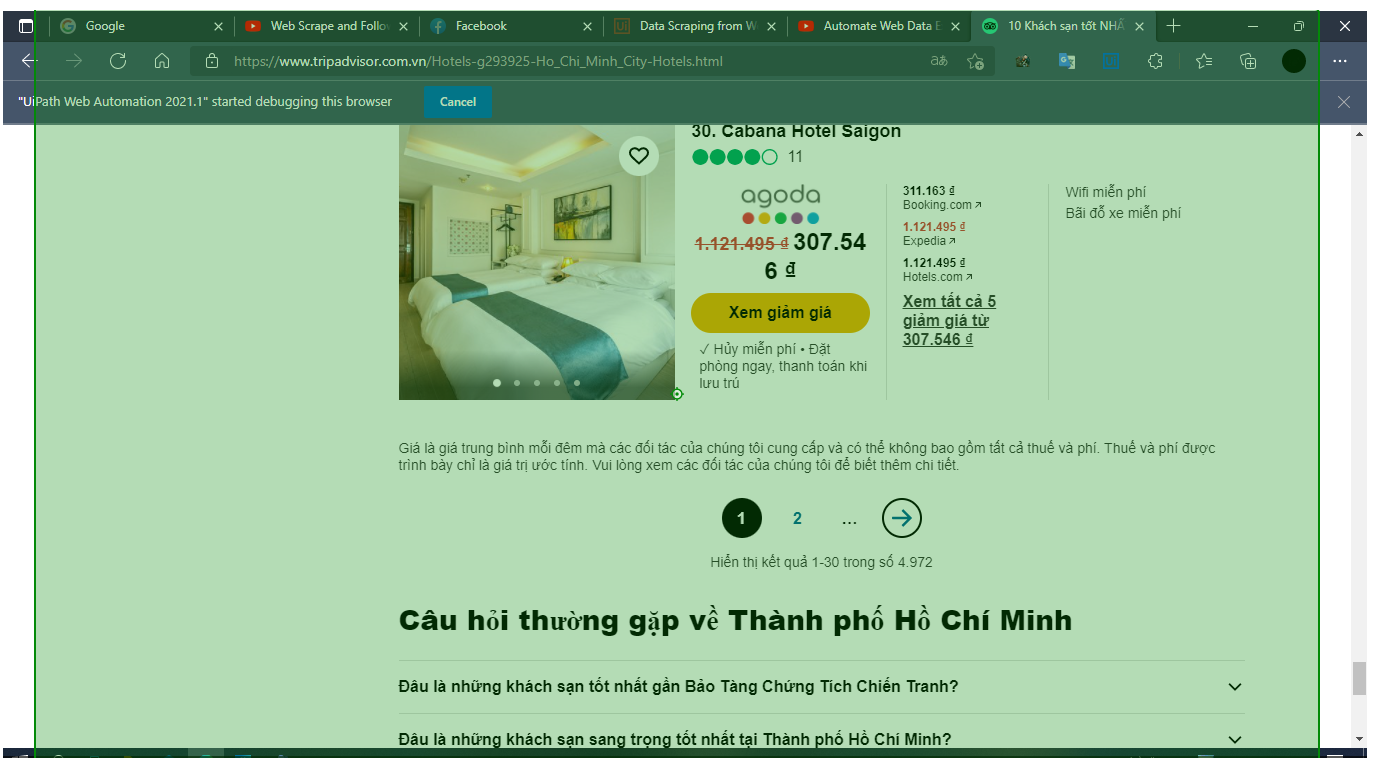 Google
Web Scrape and Follov
Facebook
Data Scraping from W
Automate Web Data E
10 Khách sạn tốt NHẤ
https://www.tripadvisor.com.vn/Hotels-g293925-Ho_Chi_Minh_City-Hotels.html
"UiPath Web Automation 2021.1" started debugging this browser
Cancel
30. Cabana Hotel Saigon
11
agoda
1.121.495 ₫ 307.54
6 ₫
Xem giảm giá
✓ Hủy miễn phí • Đặt
phòng ngay, thanh toán khi
lưu trú
311.163 ₫
Booking.com
1.121.495 ₫
Expedia
1.121.495 ₫
Hotels.com
Xem tất cả 5
giảm giá từ
307.546 ₫
Wifi miễn phí
Bãi đỗ xe miễn phí
Giá là giá trung bình mỗi đêm mà các đối tác của chúng tôi cung cấp và có thể không bao gồm tất cả thuế và phí. Thuế và phí được
trình bày chỉ là giá trị ước tính. Vui lòng xem các đối tác của chúng tôi để biết thêm chi tiết.
1 2 ...
Hiển thị kết quả 1-30 trong số 4.972
Câu hỏi thường gặp về Thành phố Hồ Chí Minh
Đâu là những khách sạn tốt nhất gần Bảo Tàng Chứng Tích Chiến Tranh?
Đâu là những khách sạn sang trọng tốt nhất tại Thành phố Hồ Chí Minh?